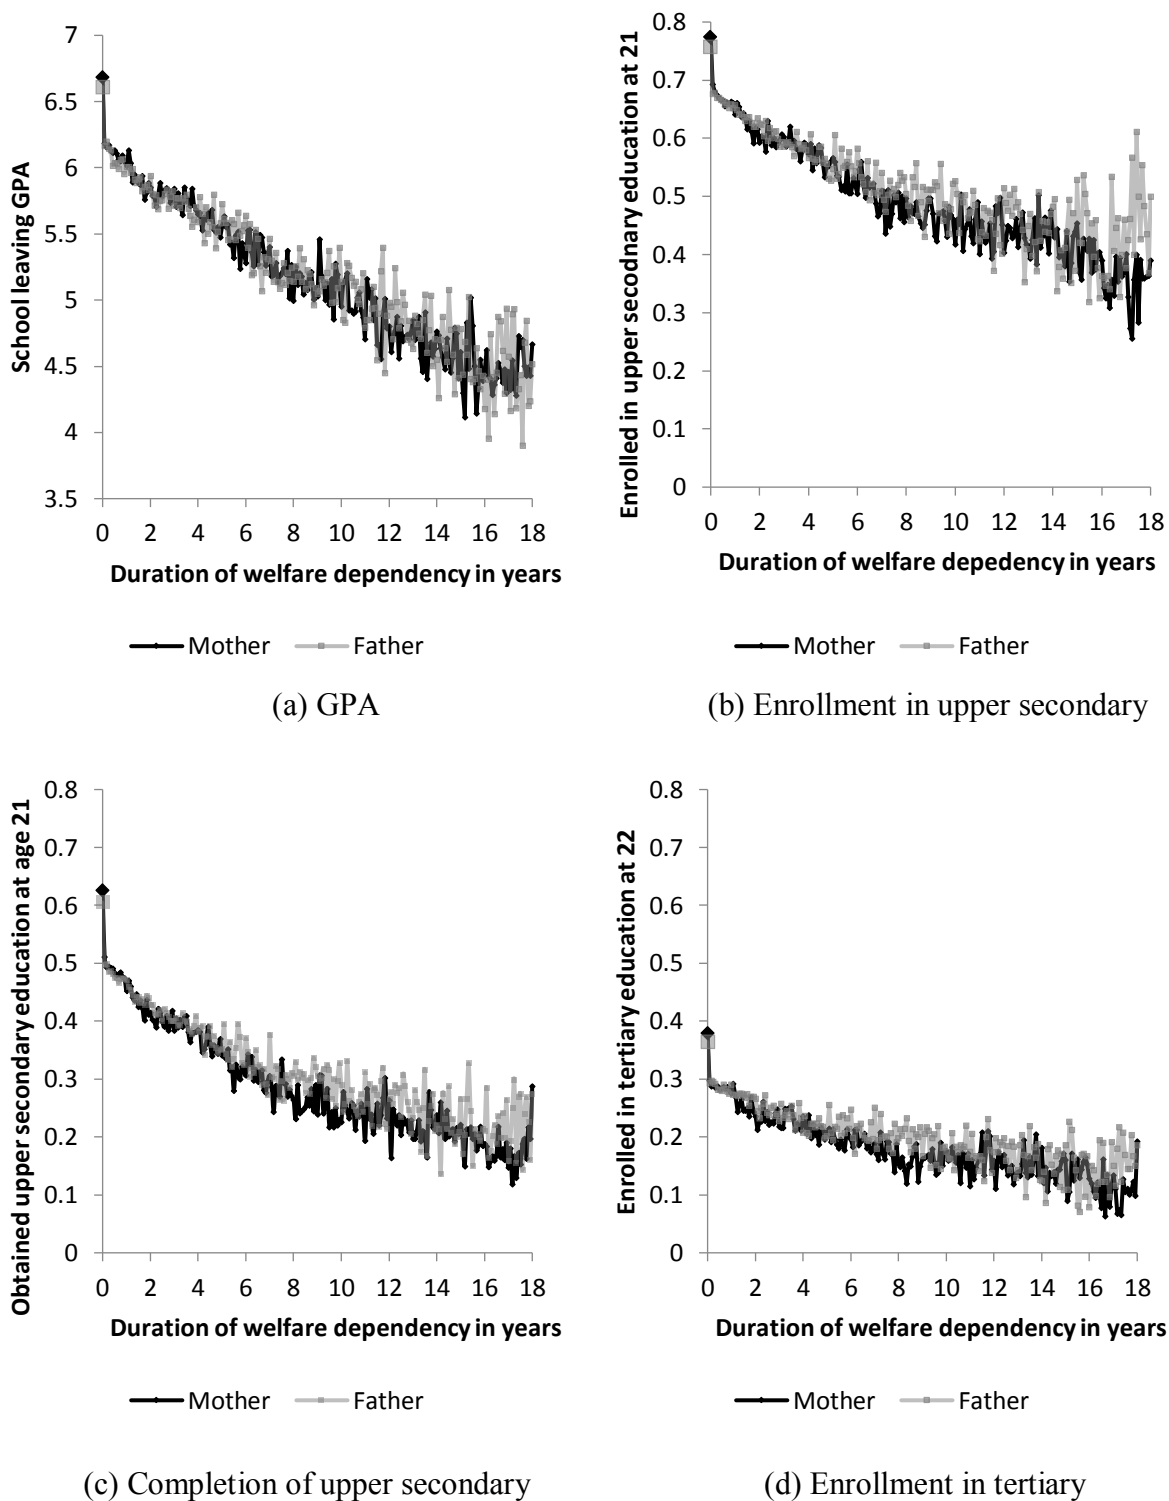 School leaving GPA
7
6.5
6
5.5
5
4.5
4
3.5
0 2 4 6 8 10 12 14 16 18
Duration of welfare dependency in years
Mother Father
(a) GPA
Enrolled in upper secodnary education at 21
0.8
0.7
0.6
0.5
0.4
0.3
0.2
0.1
0
0 2 4 6 8 10 12 14 16 18
Duration of welfare depedency in years
Mother Father
(b) Enrollment in upper secondary
Obtained upper secondary education at age 21
0.8
0.7
0.6
0.5
0.4
0.3
0.2
0.1
0
0 2 4 6 8 10 12 14 16 18
Duration of welfare dependency in years
Mother Father
(c) Completion of upper secondary
Enrolled in tertiary education at 22
0.8
0.7
0.6
0.5
0.4
0.3
0.2
0.1
0
0 2 4 6 8 10 12 14 16 18
Duration of welfare dependency in years
Mother Father
(d) Enrollment in tertiary